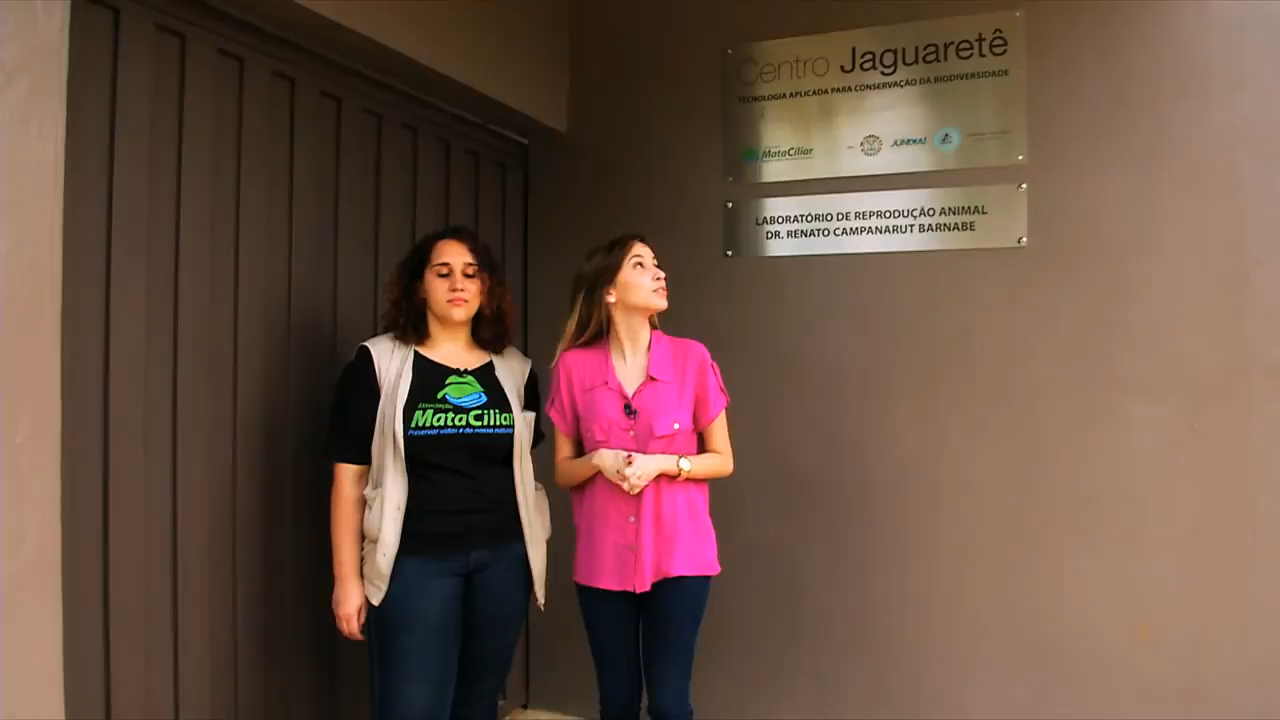 Centro Jaguaretê
TECNOLOGIA APLICADA PARA CONSERVAÇÃO DA BIODIVERSIDADE
MataCiliar
JUNDIAÍ
LABORATÓRIO DE REPRODUÇÃO ANIMAL
DR. RENATO CAMPANARUT BARNABE
Associação
MataCiliar
Preservar vidas é da nossa